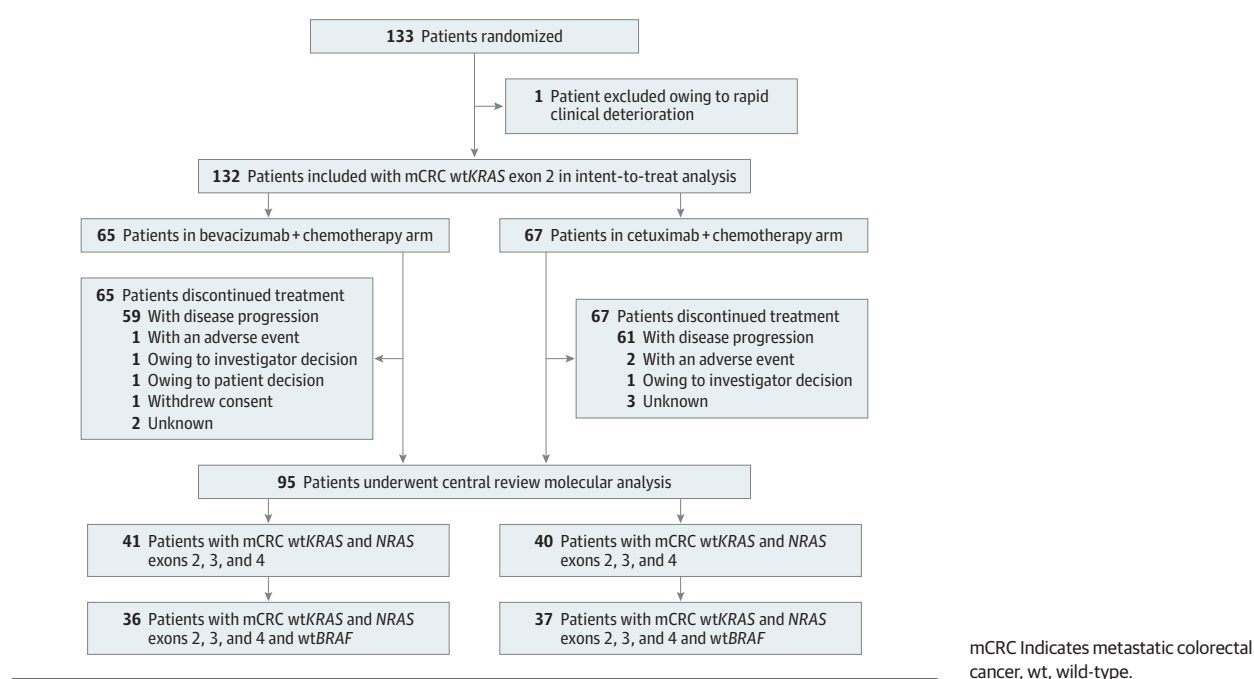 133 Patients randomized
1 Patient excluded owing to rapid
clinical deterioration
132 Patients included with mCRC wtKRAS exon 2 in intent-to-treat analysis
65 Patients in bevacizumab + chemotherapy arm
67 Patients in cetuximab + chemotherapy arm
65 Patients discontinued treatment
59 With disease progression
1 With an adverse event
1 Owing to investigator decision
1 Owing to patient decision
1 Withdrew consent
2 Unknown
67 Patients discontinued treatment
61 With disease progression
2 With an adverse event
1 Owing to investigator decision
3 Unknown
95 Patients underwent central review molecular analysis
41 Patients with mCRC wtKRAS and NRAS
exons 2, 3, and 4
40 Patients with mCRC wtKRAS and NRAS
exons 2, 3, and 4
36 Patients with mCRC wtKRAS and NRAS
exons 2, 3, and 4 and wtBRAF
37 Patients with mCRC wtKRAS and NRAS
exons 2, 3, and 4 and wtBRAF
mCRC Indicates metastatic colorectal
cancer, wt, wild-type.